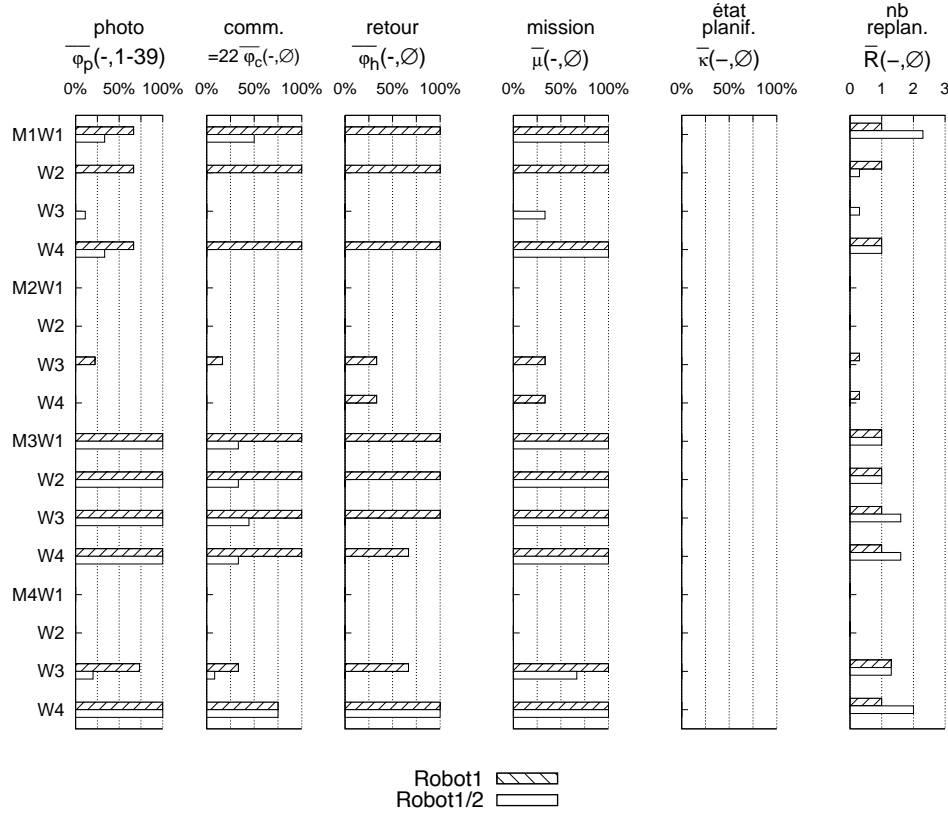 photo comm. retour mission état planif. nb replan.
φp(-,1-39) =22 φc(-,∅) φh(-,∅) μ(-,∅) κ(−,∅) R(−,∅)
0% 50% 100% 0% 50% 100% 0% 50% 100% 0% 50% 100% 0% 50% 100% 0 1 2 3
M1W1
W2
W3
W4
M2W1
W2
W3
W4
M3W1
W2
W3
W4
M4W1
W2
W3
W4
Robot1
Robot1/2